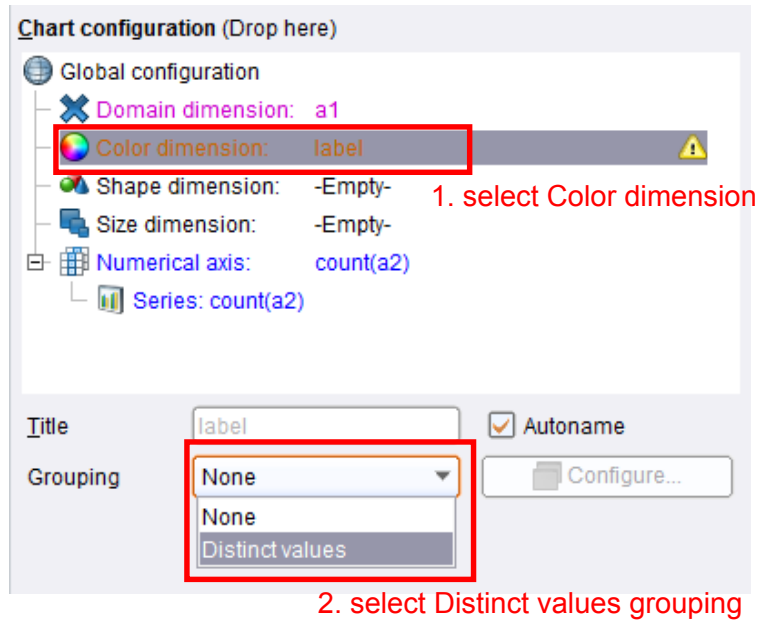 Chart configuration (Drop here)
Global configuration
Domain dimension: a1
Color dimension: label
Shape dimension: -Empty-
1. select Color dimension
Size dimension: -Empty-
Numerical axis: count(a2)
Series: count(a2)
Title label Autoname
Grouping None Configure...
None
Distinct values
2. select Distinct values grouping